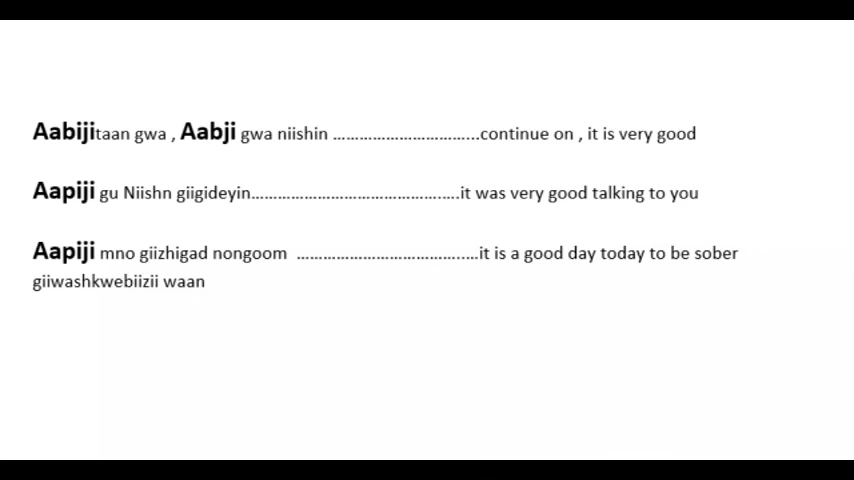 Aabijitaan gwa , Aabji gwa niishin ……………………………...continue on , it is very good
Aapiji gu Niishn giigideyin…………………………………….….it was very good talking to you
Aapiji mno giizhigad nongoom ………………………………..…it is a good day today to be sober
giiwashkwebiizii waan